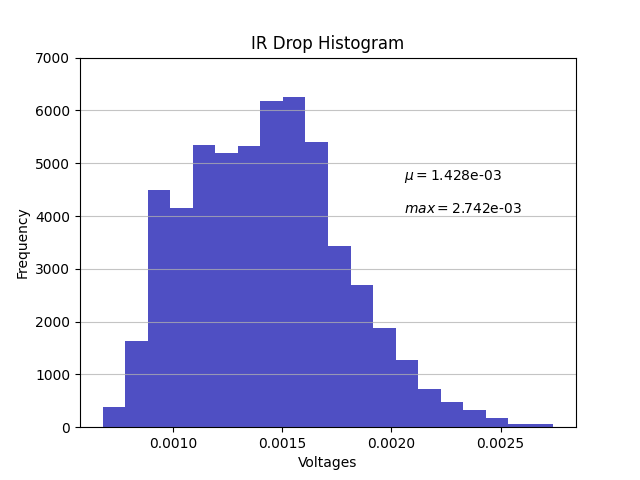 IR Drop Histogram
7000
6000
5000
4000
3000
2000
1000
0
Frequency
μ = 1.428e-03
max = 2.742e-03
0.0010 0.0015 0.0020 0.0025
Voltages